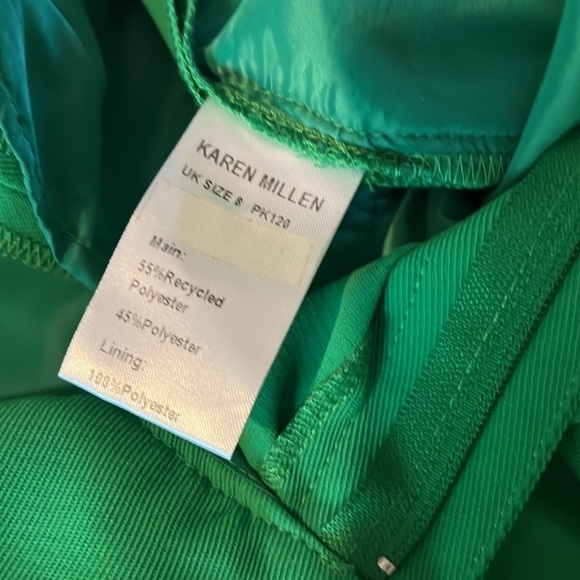 KAREN MILLEN
UK SIZE 8 PK120
Main:
55%Recycled
Polyester
45%Polyester
Lining:
100%Polyester